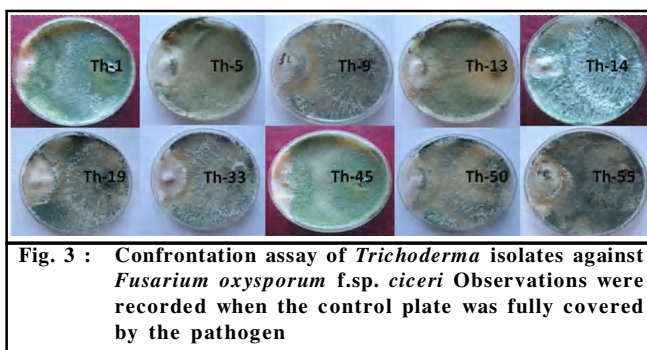 Th-1 Th-5 Th-9 Th-13 Th-14
Th-19 Th-33 Th-45 Th-50 Th-55
Fig. 3 : Confrontation assay of Trichoderma isolates against
Fusarium oxysporum f.sp. ciceri Observations were
recorded when the control plate was fully covered
by the pathogen